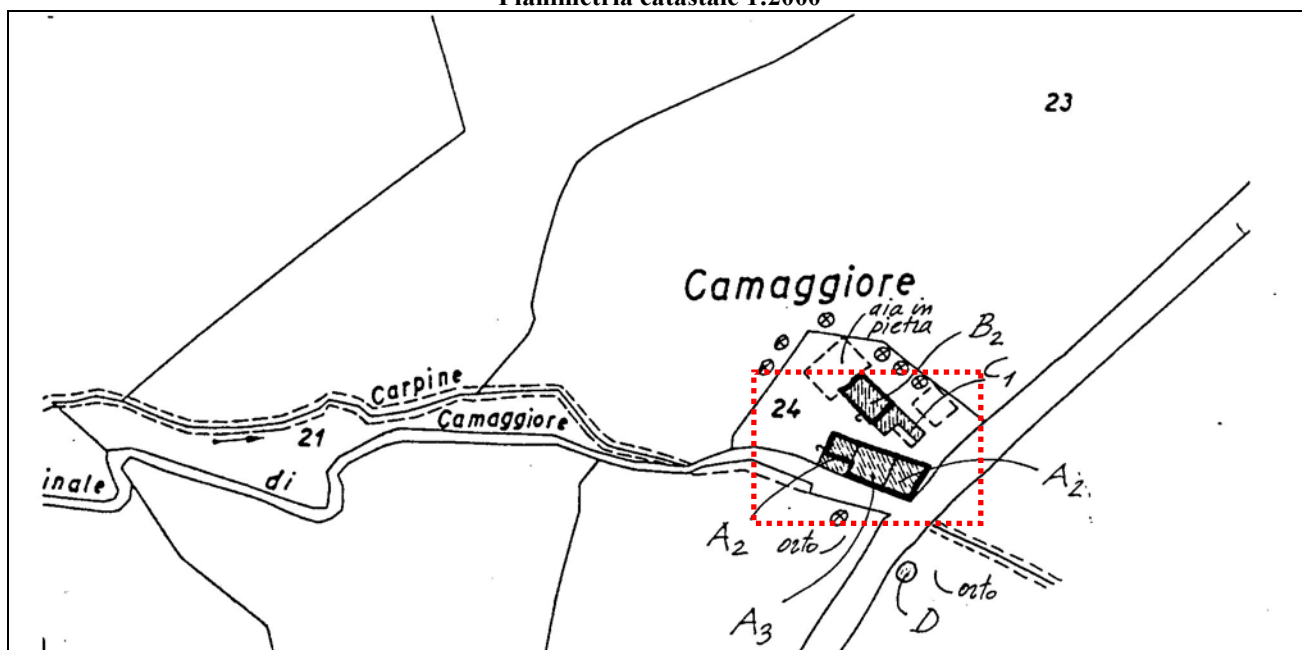 Planimetria catastale 1:2000
23
Camaggiore
aia in
pietra
B2
C1
Carpine
24
Camaggiore
21
inale
di
A2
A2
orto
orto
A3
D